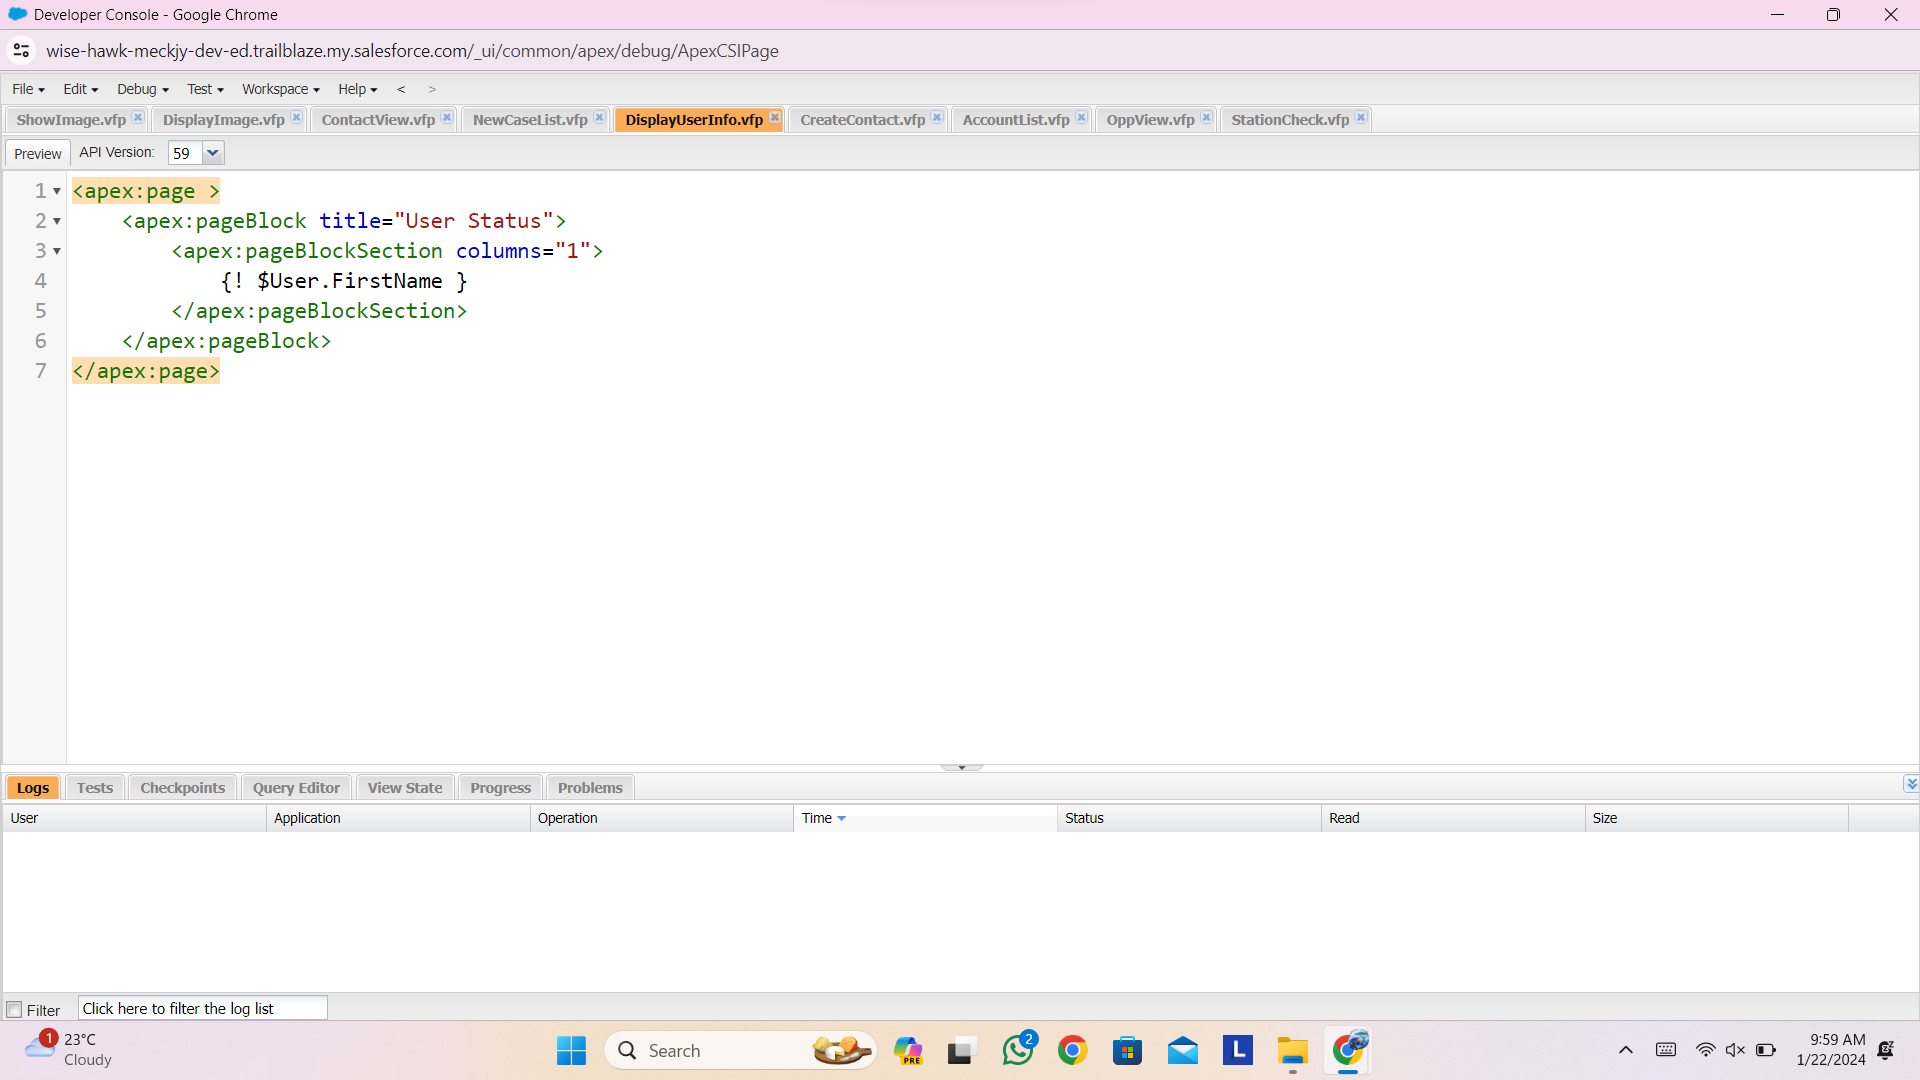 Developer Console - Google Chrome
wise-hawk-meckjy-dev-ed.trailblaze.my.salesforce.com/_ui/common/apex/debug/ApexCSIPage
File Edit Debug Test Workspace Help < >
ShowImage.vfp DisplayImage.vfp ContactView.vfp NewCaseList.vfp DisplayUserInfo.vfp CreateContact.vfp AccountList.vfp OppView.vfp StationCheck.vfp
Preview API Version: 59
1 <apex:page >
2 <apex:pageBlock title="User Status">
3 <apex:pageBlockSection columns="1">
4 {! $User.FirstName }
5 </apex:pageBlockSection>
6 </apex:pageBlock>
7 </apex:page>
Logs Tests Checkpoints Query Editor View State Progress Problems
User Application Operation Time Status Read Size
Filter Click here to filter the log list
1 23°C
Cloudy
Search
PRE
2
L
9:59 AM
1/22/2024